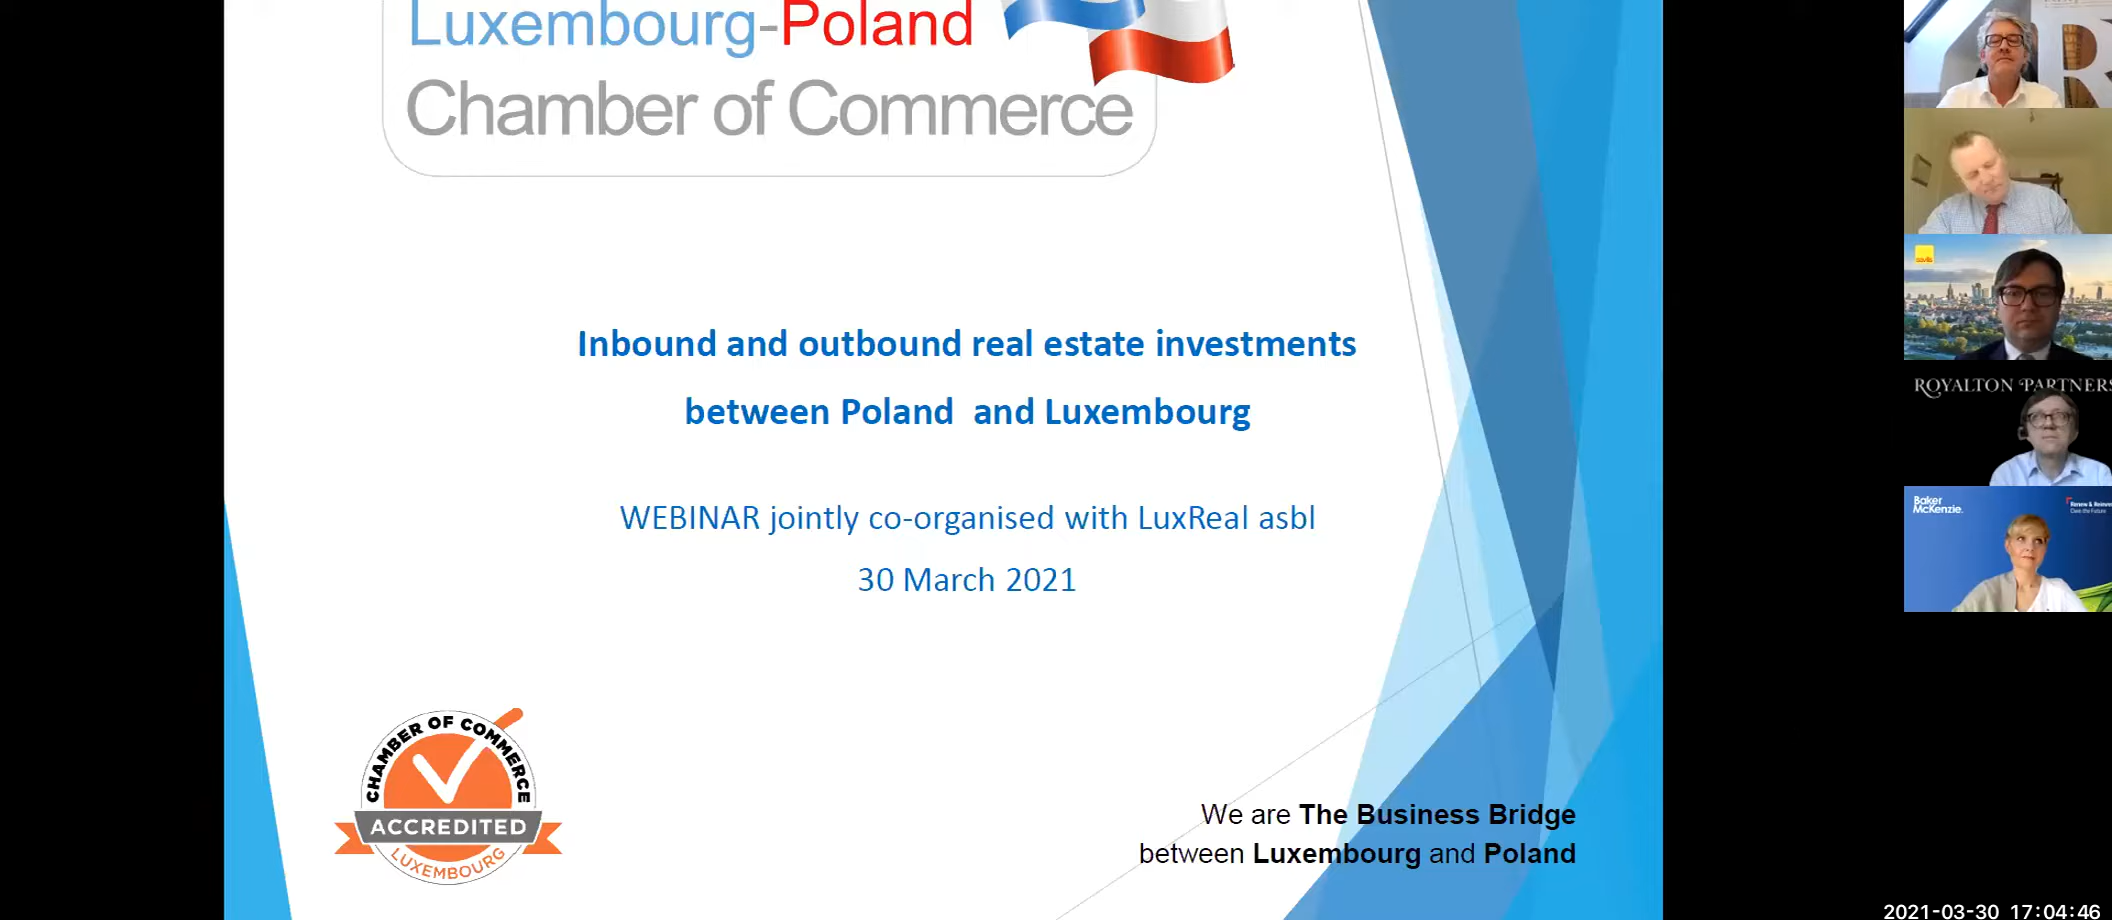 Luxembourg-Poland
Chamber of Commerce
Inbound and outbound real estate investments
between Poland and Luxembourg
WEBINAR jointly co-organised with LuxReal asbl
30 March 2021
CHAMBER OF COMMERCE
ACCREDITED
LUXEMBOURG
We are The Business Bridge
between Luxembourg and Poland
R
savills
ROYALTON PARTNERS
Baker
McKenzie.
2021-03-30 17:04:46